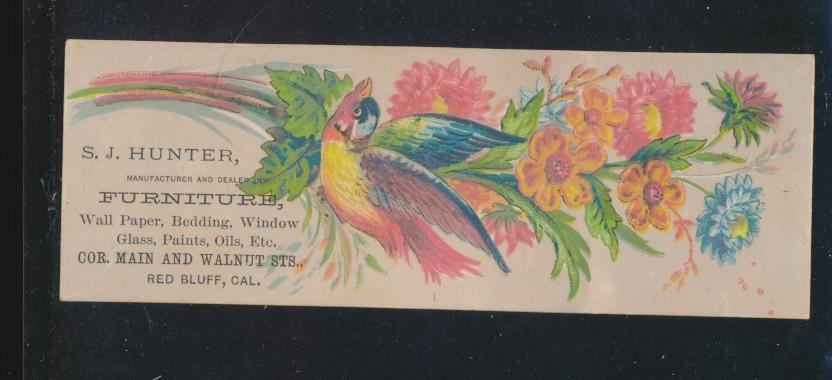 S. J. HUNTER,
MANUFACTURER AND DEALER IN
FURNITURE,
Wall Paper, Bedding, Window
Glass, Paints, Oils, Etc.
COR. MAIN AND WALNUT STS.,
RED BLUFF, CAL.